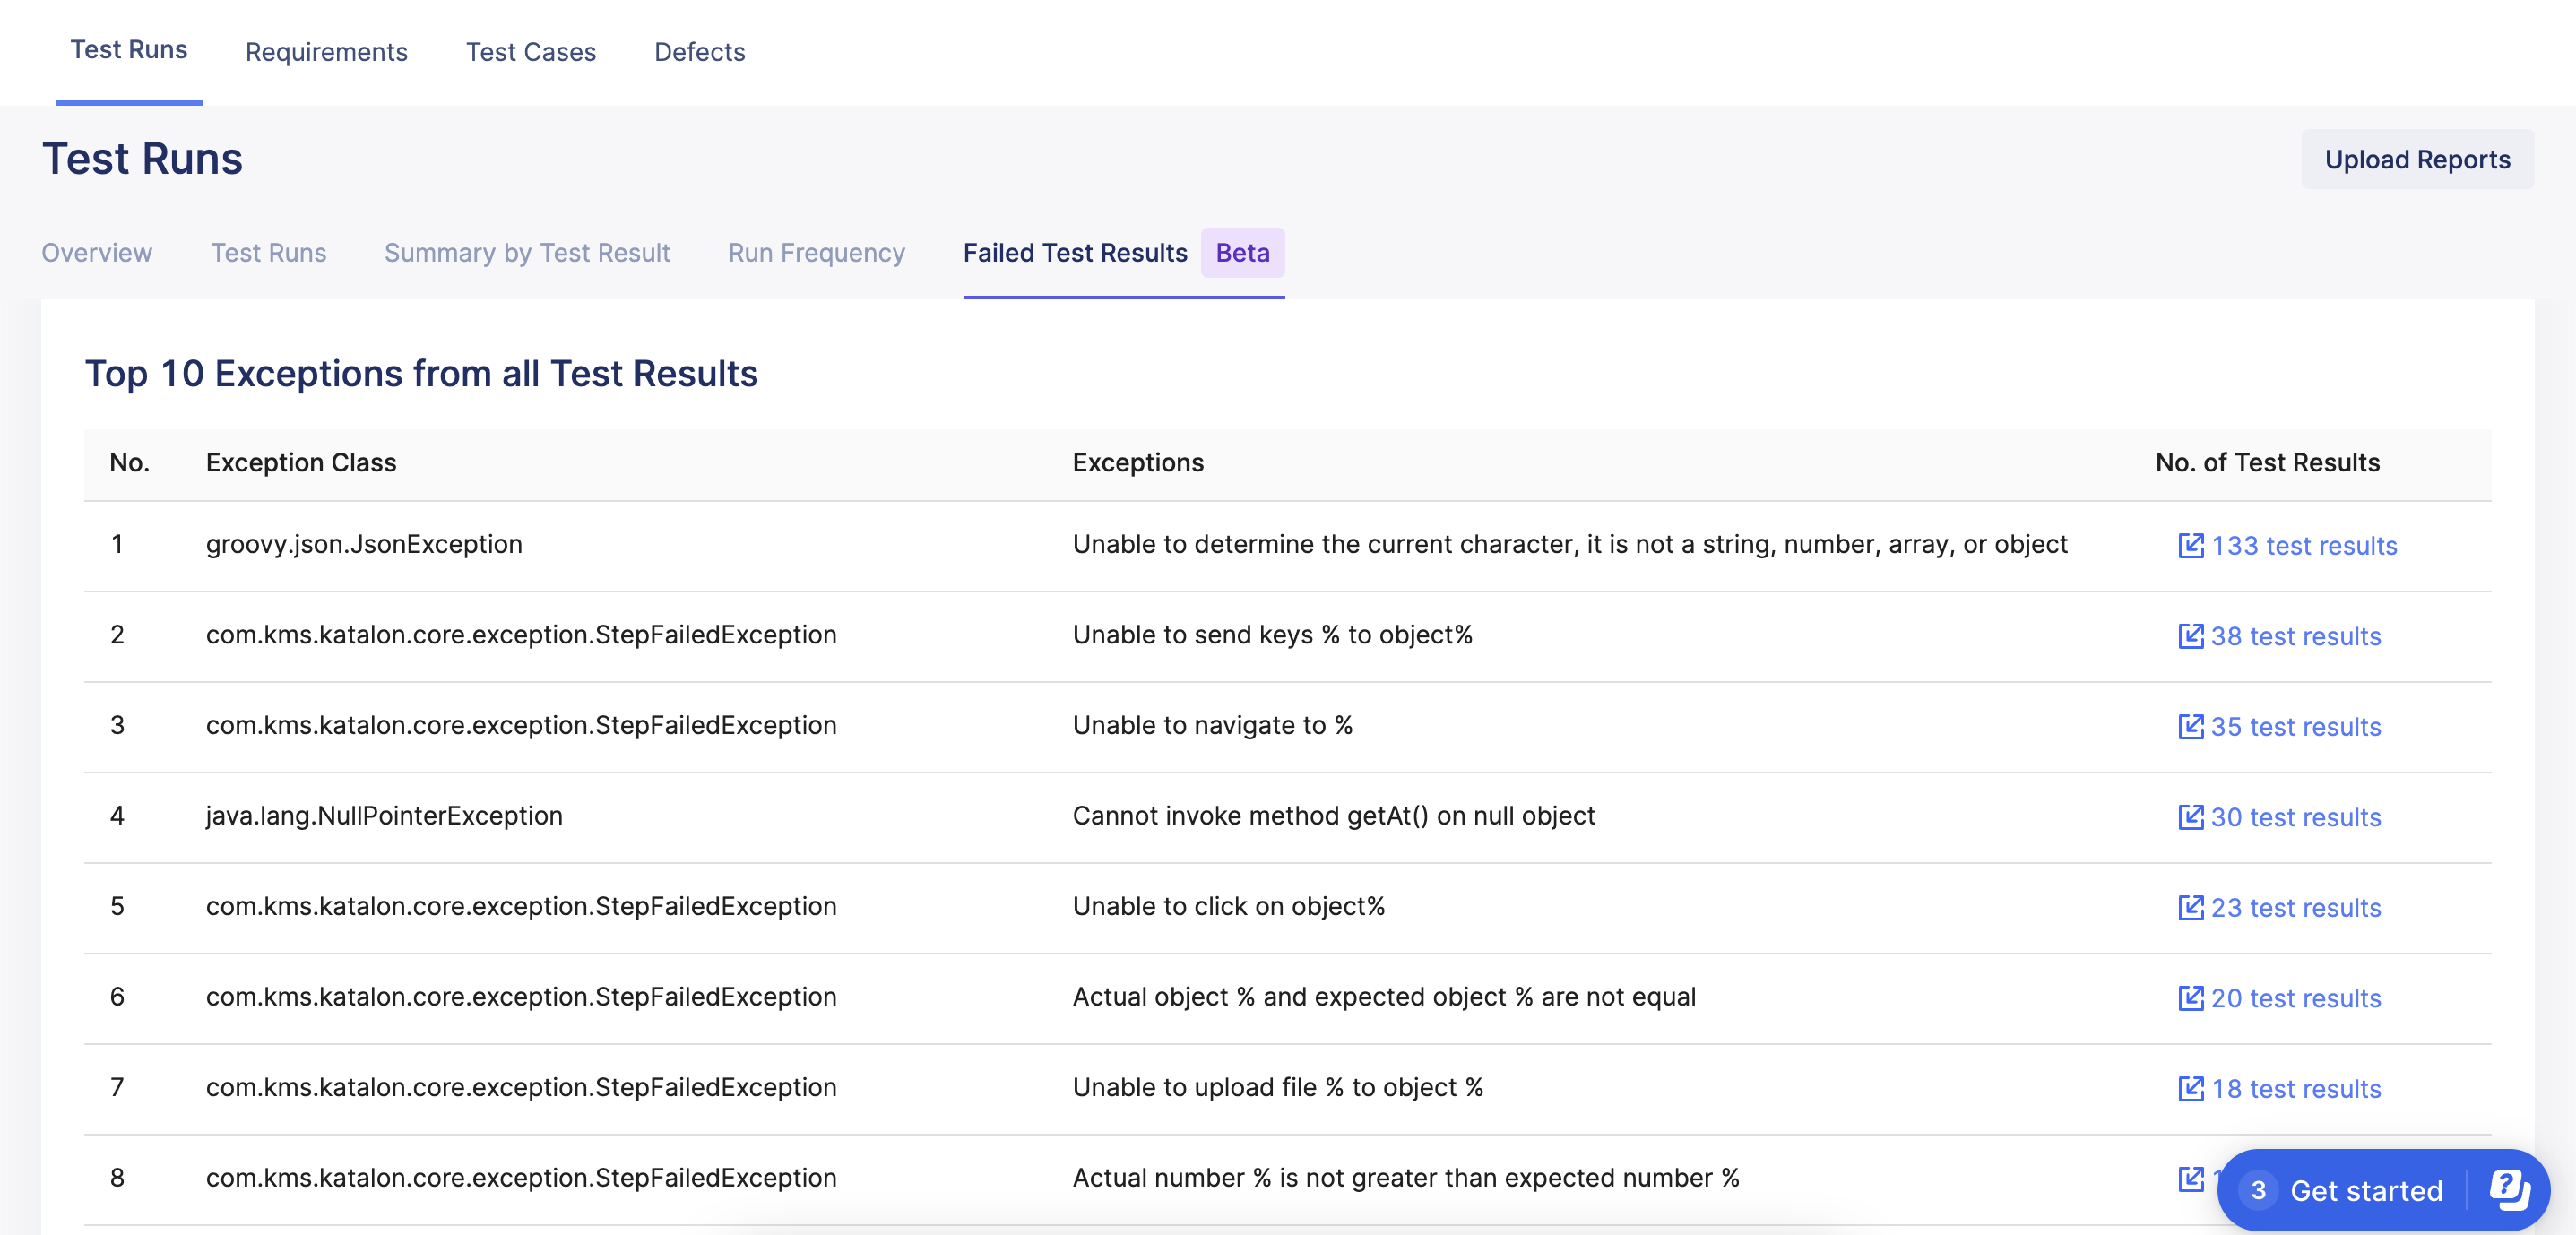 Test Runs Requirements Test Cases Defects
Test Runs
Upload Reports
Overview Test Runs Summary by Test Result Run Frequency Failed Test Results Beta
Top 10 Exceptions from all Test Results
No. Exception Class Exceptions No. of Test Results
1 groovy.json.JsonException Unable to determine the current character, it is not a string, number, array, or object 133 test results
2 com.kms.katalon.core.exception.StepFailedException Unable to send keys % to object% 38 test results
3 com.kms.katalon.core.exception.StepFailedException Unable to navigate to % 35 test results
4 java.lang.NullPointerException Cannot invoke method getAt() on null object 30 test results
5 com.kms.katalon.core.exception.StepFailedException Unable to click on object% 23 test results
6 com.kms.katalon.core.exception.StepFailedException Actual object % and expected object % are not equal 20 test results
7 com.kms.katalon.core.exception.StepFailedException Unable to upload file % to object % 18 test results
8 com.kms.katalon.core.exception.StepFailedException Actual number % is not greater than expected number %
3 Get started